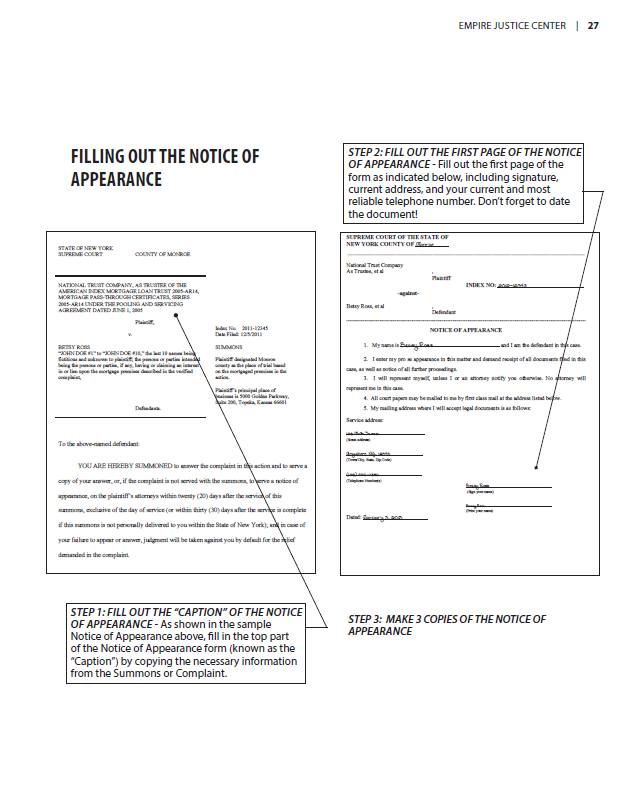 EMPIRE JUSTICE CENTER | 27
FILLING OUT THE NOTICE OF
APPEARANCE
STATE OF NEW YORK
SUPREME COURT COUNTY OF MONROE
NATIONAL TRUST COMPANY, AS TRUSTEE OF THE
AMERICAN INDEX MORTGAGE LOAN TRUST 2005-AR14,
MORTGAGE PASS-THROUGH CERTIFICATES, SERIES
2005-AR14 UNDER THE POOLING AND SERVICING
AGREEMENT DATED JUNE 1, 2005
Plaintiff,
v.
Index No. 2011-12345
Date Filed: 12/5/2011
BETSY ROSS
"JOHN DOE #1" to "JOHN DOE #10," the last 10 names being
fictitious and unknown to plaintiff, the persons or parties intended
being the persons or parties, if any, having or claiming an interest
in or lien upon the mortgage premises described in the verified
complaint,
Defendants.
SUMMONS
Plaintiff designated Monroe
county as the place of trial based
on the mortgaged premises in the
action.
Plaintiff's principal place of
business is 5000 Golden Parkway,
Suite 200, Topeka, Kansas 66601
To the above-named defendant:
YOU ARE HEREBY SUMMONED to answer the complaint in this action and to serve a
copy of your answer, or, if the complaint is not served with the summons, to serve a notice of
appearance, on the plaintiff's attorneys within twenty (20) days after the service of this
summons, exclusive of the day of service (or within thirty (30) days after the service is complete
if this summons is not personally delivered to you within the State of New York); and in case of
your failure to appear or answer, judgment will be taken against you by default for the relief
demanded in the complaint.
STEP 1: FILL OUT THE “CAPTION” OF THE NOTICE
OF APPEARANCE - As shown in the sample
Notice of Appearance above, fill in the top part
of the Notice of Appearance form (known as the
“Caption”) by copying the necessary information
from the Summons or Complaint.
STEP 2: FILL OUT THE FIRST PAGE OF THE NOTICE
OF APPEARANCE - Fill out the first page of the
form as indicated below, including signature,
current address, and your current and most
reliable telephone number. Don’t forget to date
the document!
SUPREME COURT OF THE STATE OF
NEW YORK COUNTY OF Monroe
National Trust Company
As Trustee, et al
Plaintiff
INDEX NO:
-against-
Betsy Ross, et al
Defendant
NOTICE OF APPEARANCE
1. My name is Betsy Ross and I am the defendant in this case.
2. I enter my pro se appearance in this matter and demand receipt of all documents filed in this
case, as well as notice of all further proceedings.
3. I will represent myself, unless I or an attorney notify you otherwise. No attorney will
represent me in this case.
4. All court papers may be mailed to me by first class mail at the address listed below.
5. My mailing address where I will accept legal documents is as follows:
Service address:
(Street address)
(Town/City, State, Zip Code)
(Telephone Number(s))
Betsy Ross
(Sign your name)
(Print your name)
Dated:
STEP 3: MAKE 3 COPIES OF THE NOTICE OF
APPEARANCE